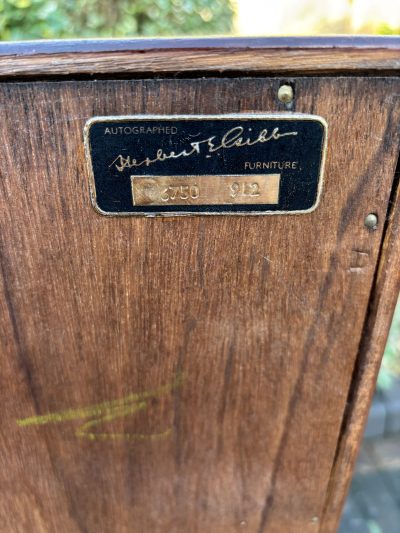 AUTOGRAPHED
Herbert E Gibbs
FURNITURE
6750 912